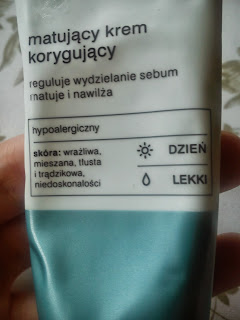 matujący krem
korygujący
reguluje wydzielanie sebum
matuje i nawilża
hypoalergiczny
skóra: wrażliwa,
mieszana, tłusta
i trądzikowa,
niedoskonałości
DZIEŃ
LEKKI